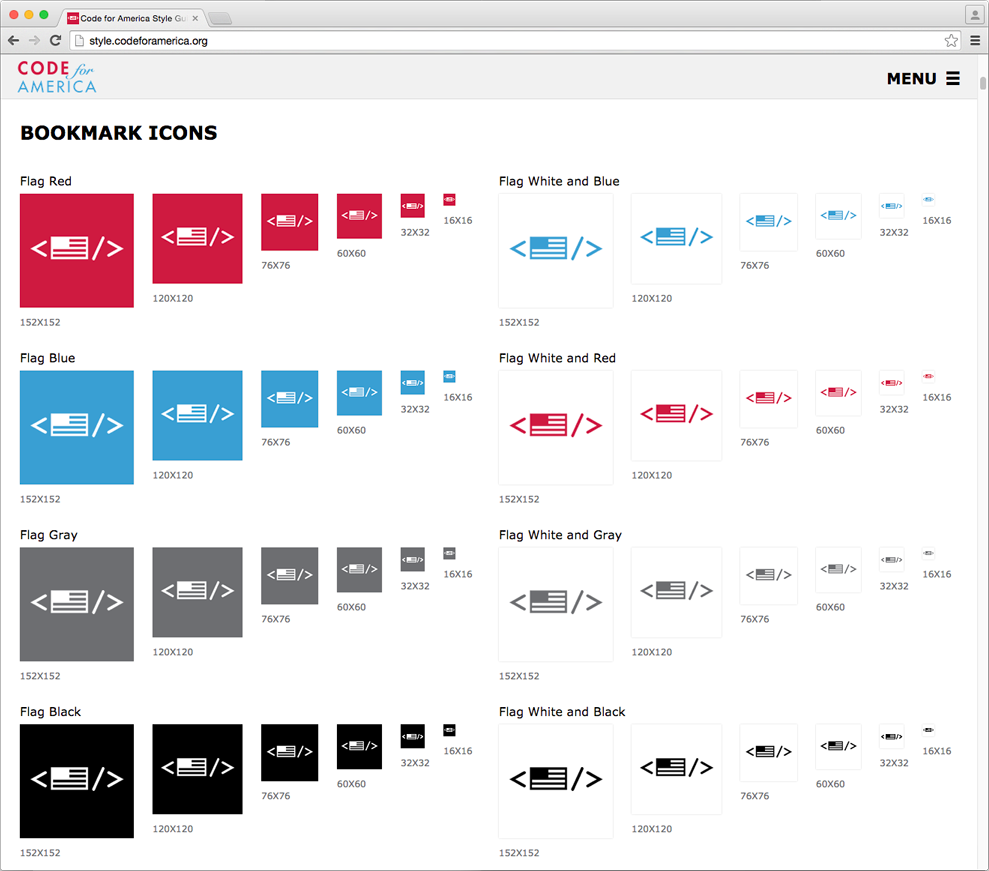 Code for America Style Gu
style.codeforamerica.org
CODE for
AMERICA
MENU
BOOKMARK ICONS
Flag Red
152X152
120X120
76X76
60X60
32X32
16X16
Flag White and Blue
152X152
120X120
76X76
60X60
32X32
16X16
Flag Blue
152X152
120X120
76X76
60X60
32X32
16X16
Flag White and Red
152X152
120X120
76X76
60X60
32X32
16X16
Flag Gray
152X152
120X120
76X76
60X60
32X32
16X16
Flag White and Gray
152X152
120X120
76X76
60X60
32X32
16X16
Flag Black
152X152
120X120
76X76
60X60
32X32
16X16
Flag White and Black
152X152
120X120
76X76
60X60
32X32
16X16